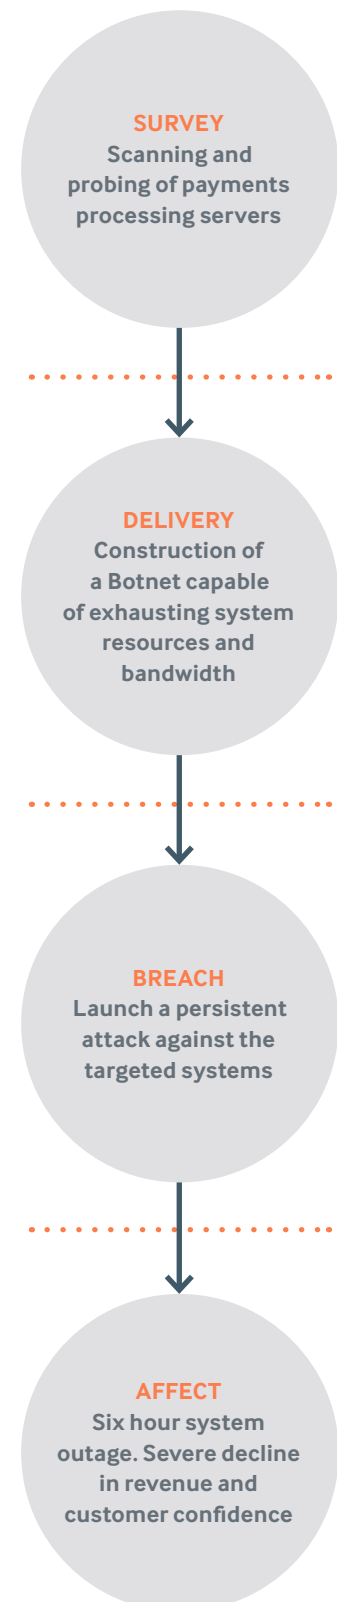 SURVEY
Scanning and
probing of payments
processing servers
DELIVERY
Construction of
a Botnet capable
of exhausting system
resources and
bandwidth
BREACH
Launch a persistent
attack against the
targeted systems
AFFECT
Six hour system
outage. Severe decline
in revenue and
customer confidence